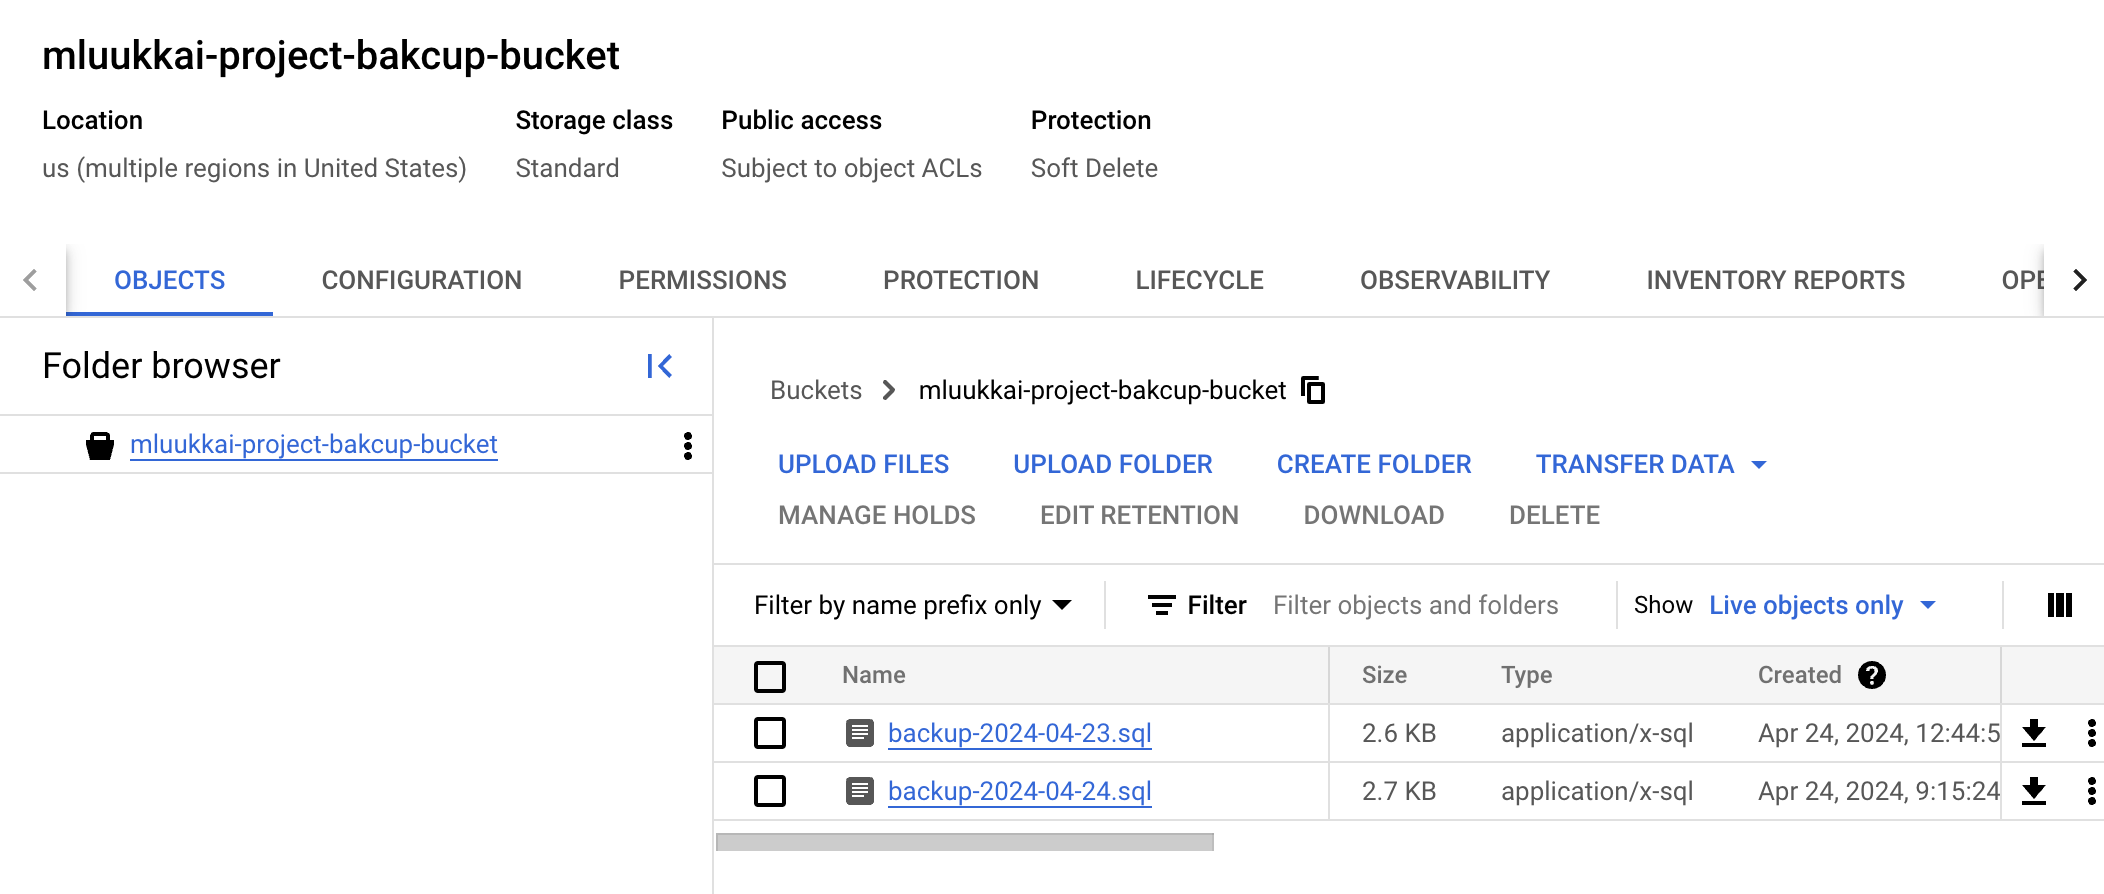 mluukkai-project-bakcup-bucket
Location Storage class Public access Protection
us (multiple regions in United States) Standard Subject to object ACLs Soft Delete
OBJECTS CONFIGURATION PERMISSIONS PROTECTION LIFECYCLE OBSERVABILITY INVENTORY REPORTS OPE
Folder browser
mluukkai-project-bakcup-bucket
Buckets mluukkai-project-bakcup-bucket
UPLOAD FILES UPLOAD FOLDER CREATE FOLDER TRANSFER DATA
MANAGE HOLDS EDIT RETENTION DOWNLOAD DELETE
Filter by name prefix only Filter Filter objects and folders Show Live objects only
Name Size Type Created ?
backup-2024-04-23.sql 2.6 KB application/x-sql Apr 24, 2024, 12:44:5
backup-2024-04-24.sql 2.7 KB application/x-sql Apr 24, 2024, 9:15:24